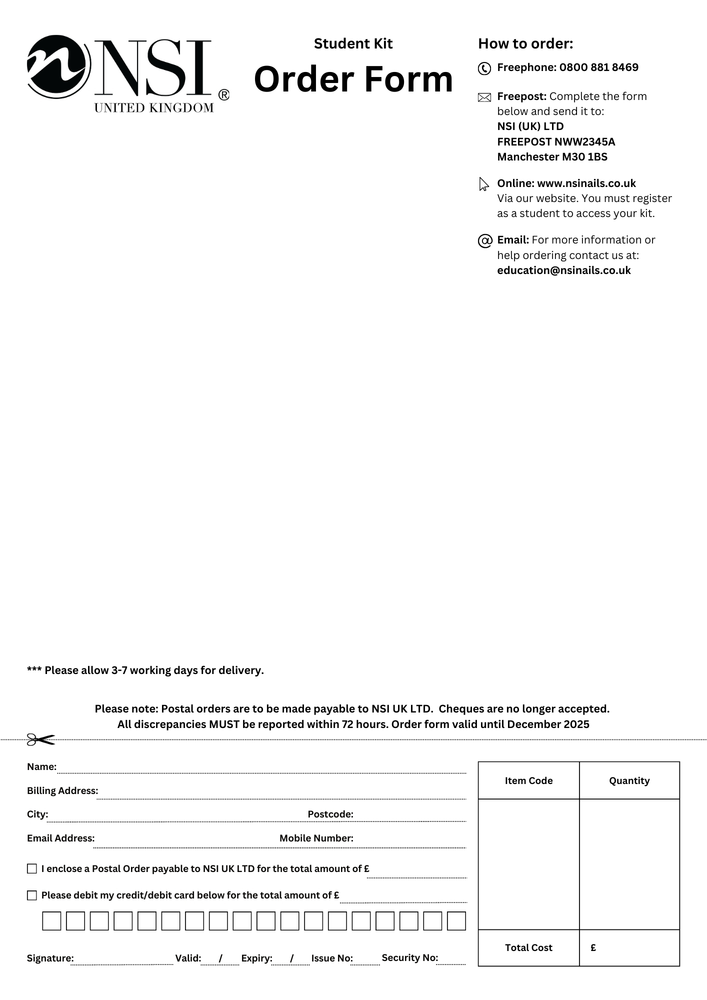 NSI®
UNITED KINGDOM
Student Kit
Order Form
How to order:
Freephone: 0800 881 8469
Freepost: Complete the form
below and send it to:
NSI (UK) LTD
FREEPOST NWW2345A
Manchester M30 1BS
Online: www.nsinails.co.uk
Via our website. You must register
as a student to access your kit.
Email: For more information or
help ordering contact us at:
education@nsinails.co.uk
*** Please allow 3-7 working days for delivery.
Please note: Postal orders are to be made payable to NSI UK LTD.  Cheques are no longer accepted.
All discrepancies MUST be reported within 72 hours. Order form valid until December 2025
Name:
Billing Address:
City: Postcode:
Email Address: Mobile Number:
I enclose a Postal Order payable to NSI UK LTD for the total amount of £
Please debit my credit/debit card below for the total amount of £
Signature: Valid: / Expiry: / Issue No: Security No:
Item Code Quantity
Total Cost £